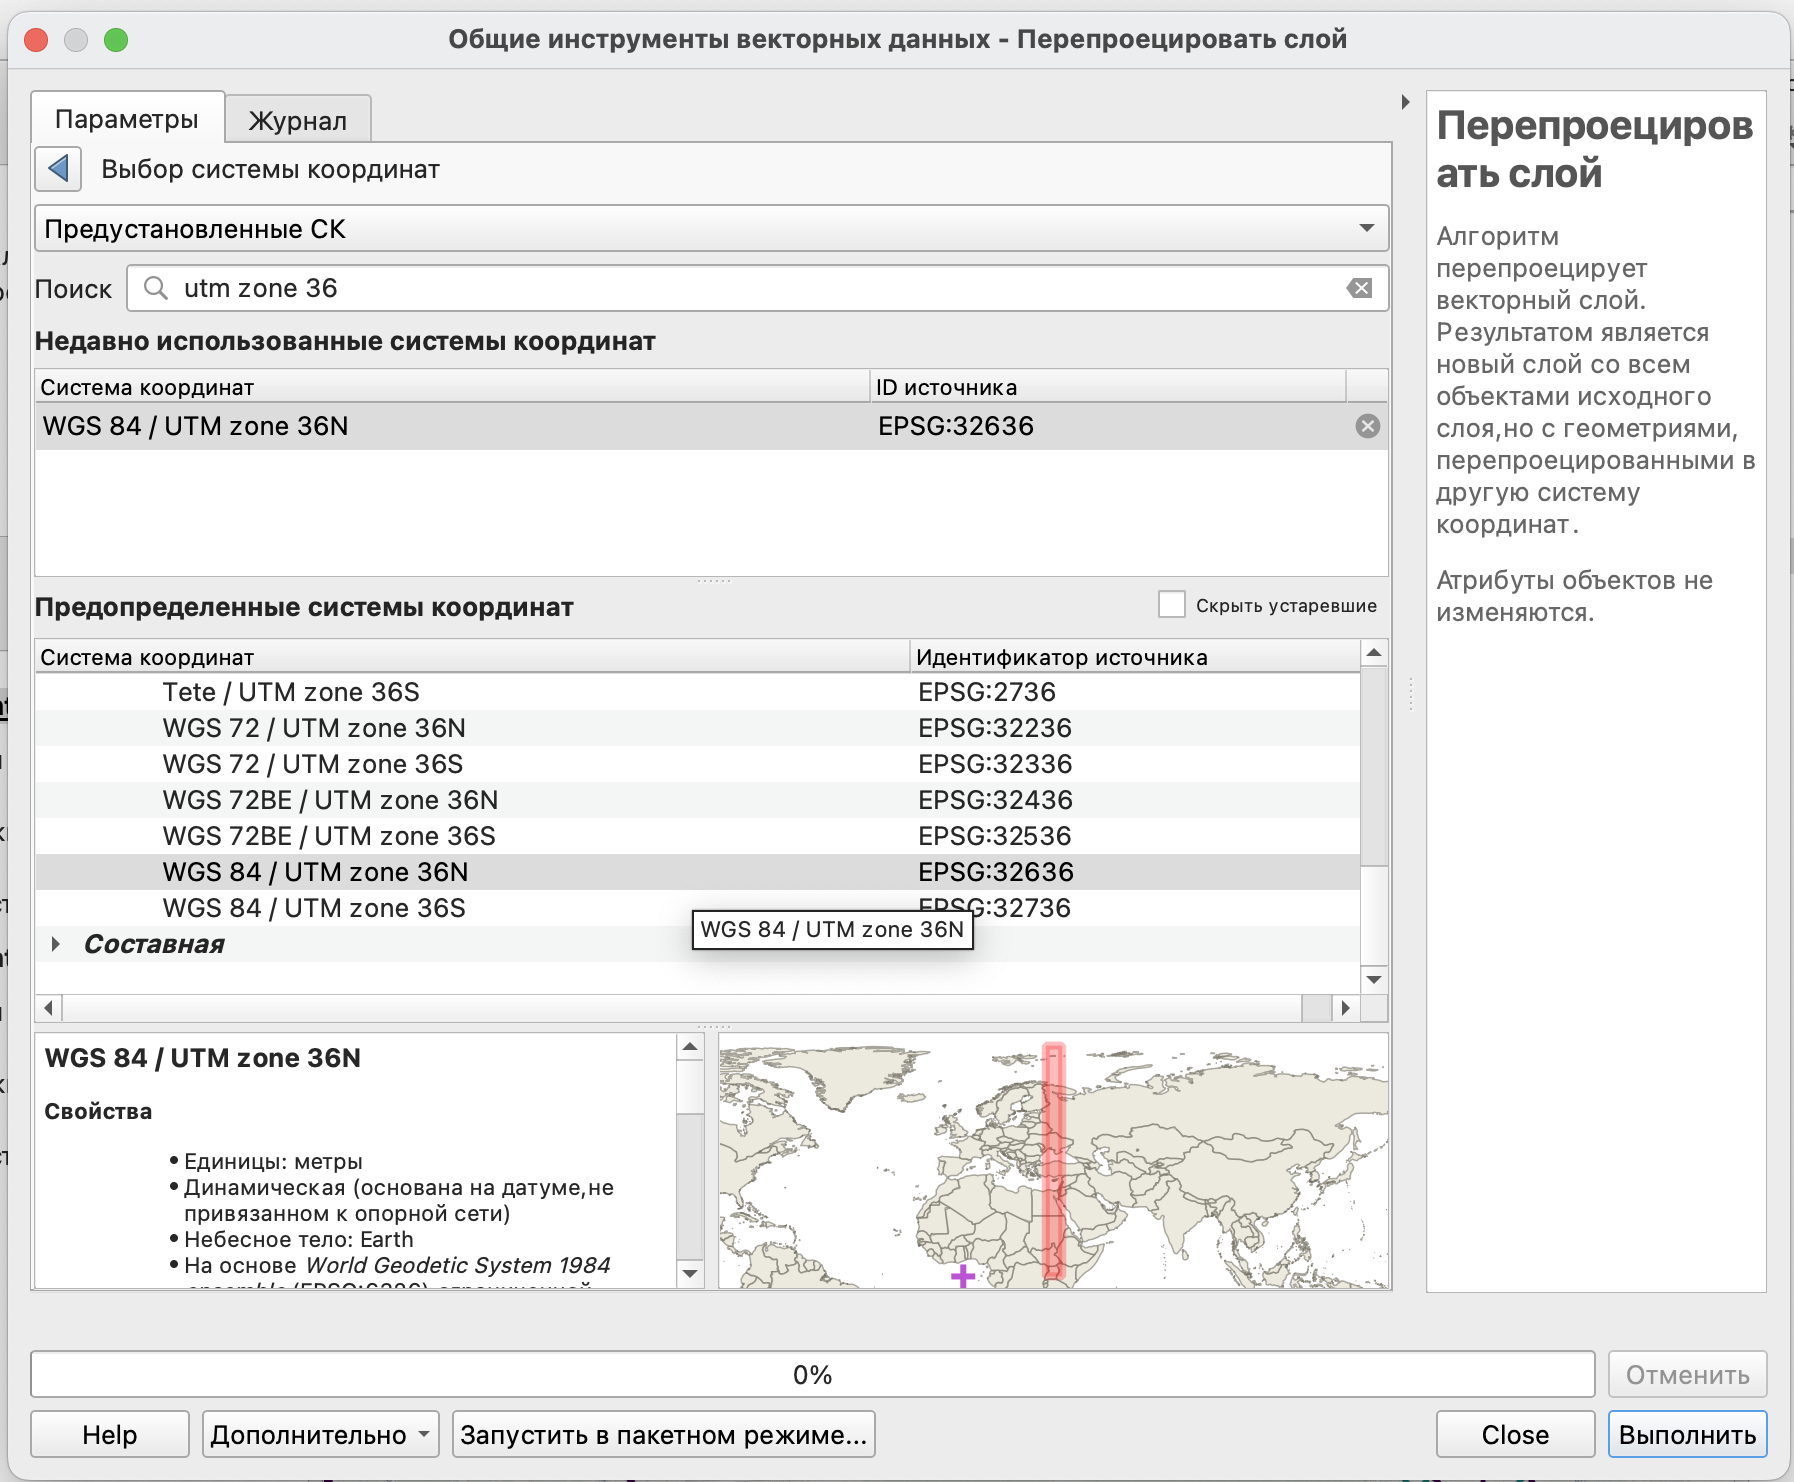 Общие инструменты векторных данных - Перепроецировать слой
Параметры
Журнал
Выбор системы координат
Предустановленные СК
Поиск
utm zone 36
Недавно использованные системы координат
Система координат
ID источника
WGS 84 / UTM zone 36N
EPSG:32636
Предопределенные системы координат
Скрыть устаревшие
Система координат
Идентификатор источника
Tete / UTM zone 36S
EPSG:2736
WGS 72 / UTM zone 36N
EPSG:32236
WGS 72 / UTM zone 36S
EPSG:32336
WGS 72BE / UTM zone 36N
EPSG:32436
WGS 72BE / UTM zone 36S
EPSG:32536
WGS 84 / UTM zone 36N
EPSG:32636
WGS 84 / UTM zone 36S
EPSG:32736
WGS 84 / UTM zone 36N
Составная
WGS 84 / UTM zone 36N
Свойства
• Единицы: метры
• Динамическая (основана на датуме,не
привязанном к опорной сети)
• Небесное тело: Earth
• На основе World Geodetic System 1984
Перепроециров
ать слой
Алгоритм
перепроецирует
векторный слой.
Результатом является
новый слой со всем
объектами исходного
слоя,но с геометриями,
перепроецированными в
другую систему
координат.
Атрибуты объектов не
изменяются.
0%
Отменить
Help
Дополнительно
Запустить в пакетном режиме...
Close
Выполнить